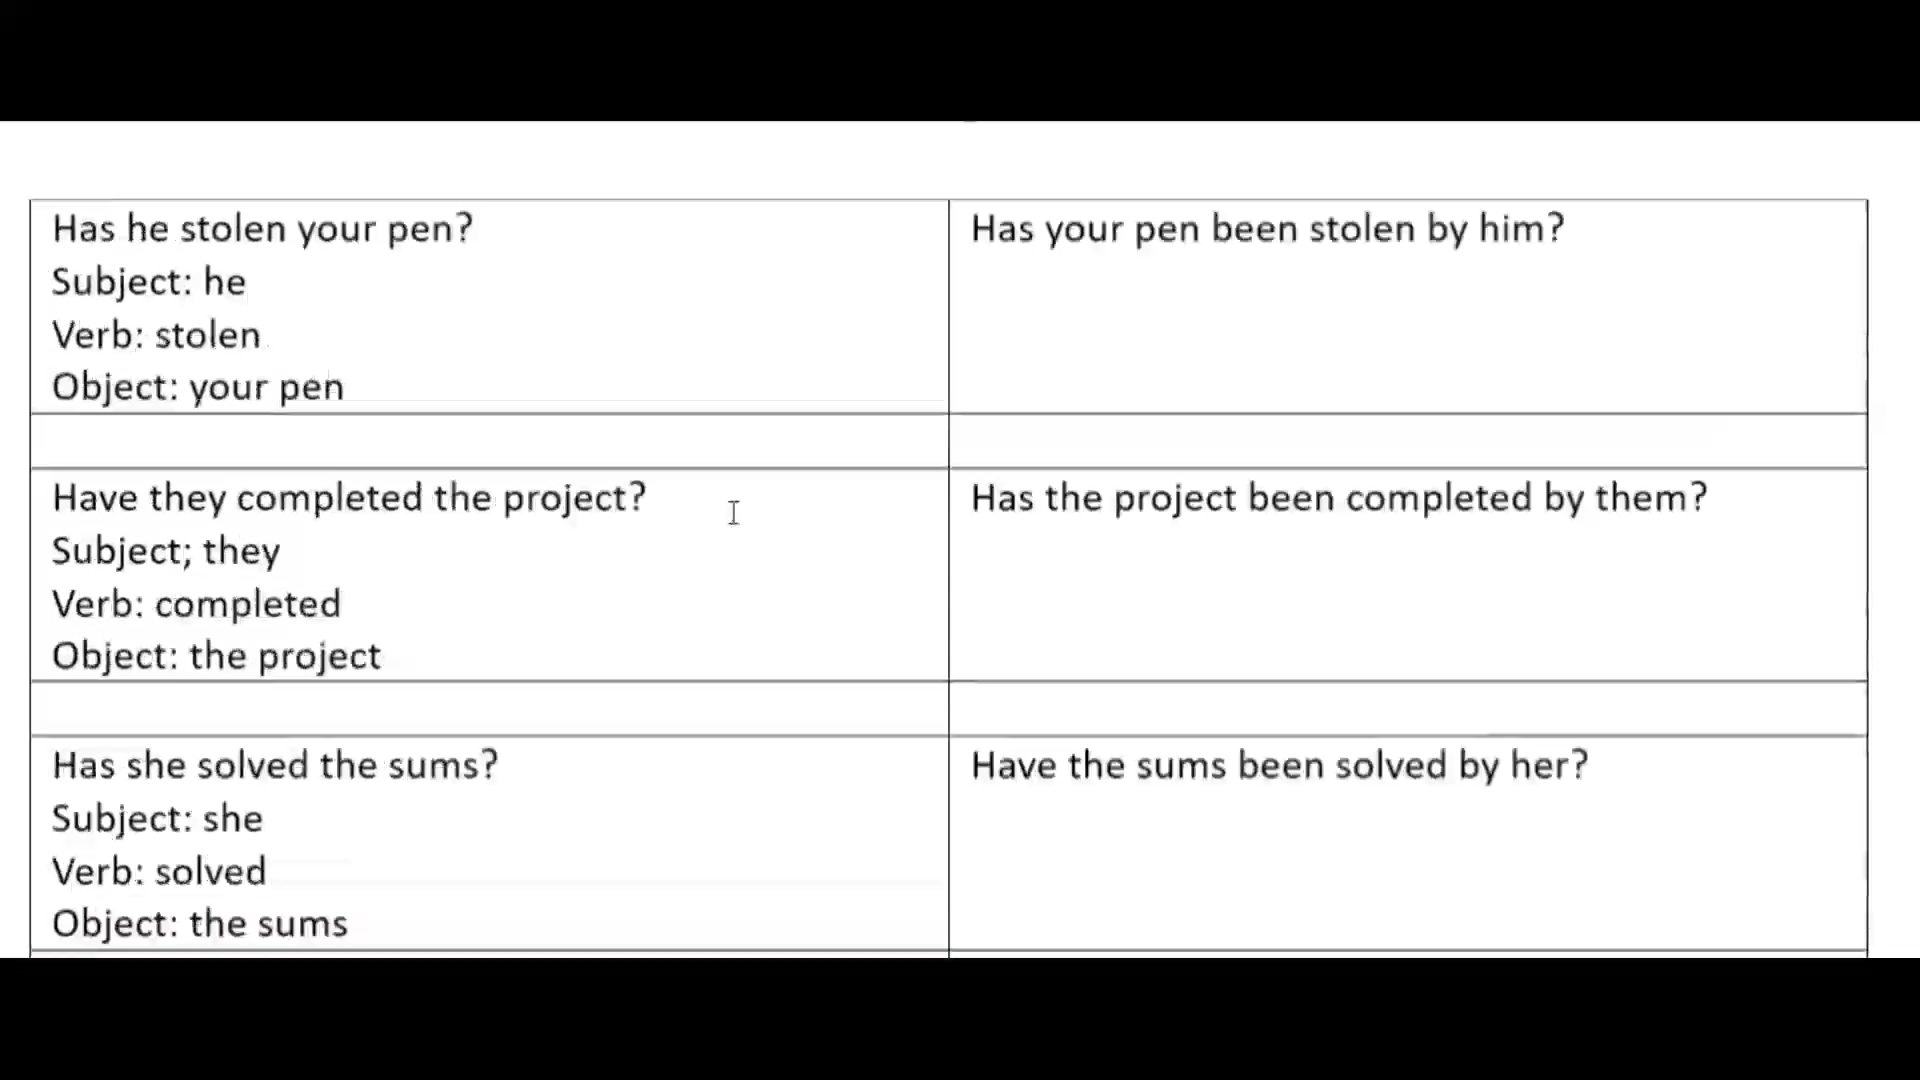 Has he stolen your pen?
Subject: he
Verb: stolen
Object: your pen
Has your pen been stolen by him?
Have they completed the project?
Subject; they
Verb: completed
Object: the project
Has the project been completed by them?
Has she solved the sums?
Subject: she
Verb: solved
Object: the sums
Have the sums been solved by her?